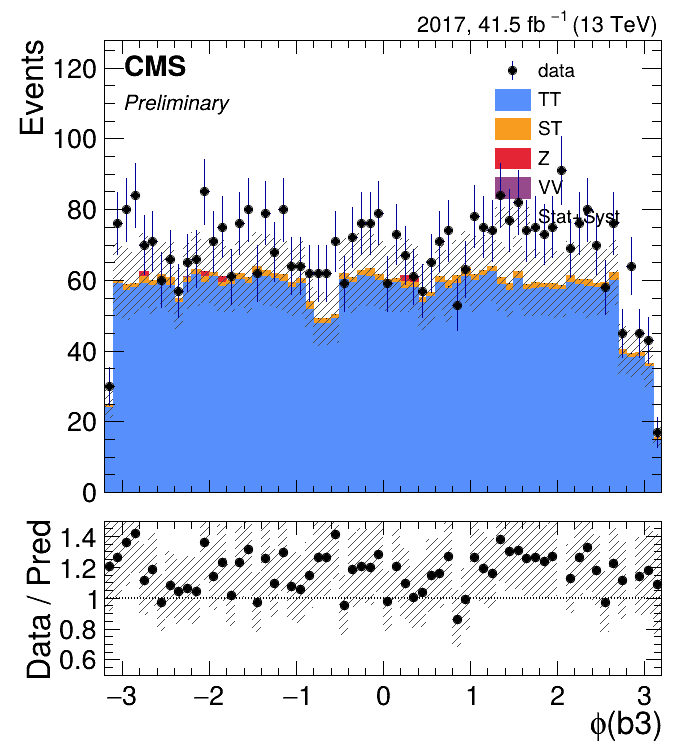 2017, 41.5 fb⁻¹ (13 TeV)
Events
120
100
80
60
40
20
0
CMS
Preliminary
data
TT
ST
Z
VV
Stat+Syst
Data / Pred
1.4
1.2
1
0.8
0.6
−3 −2 −1 0 1 2 3
ϕ(b3)